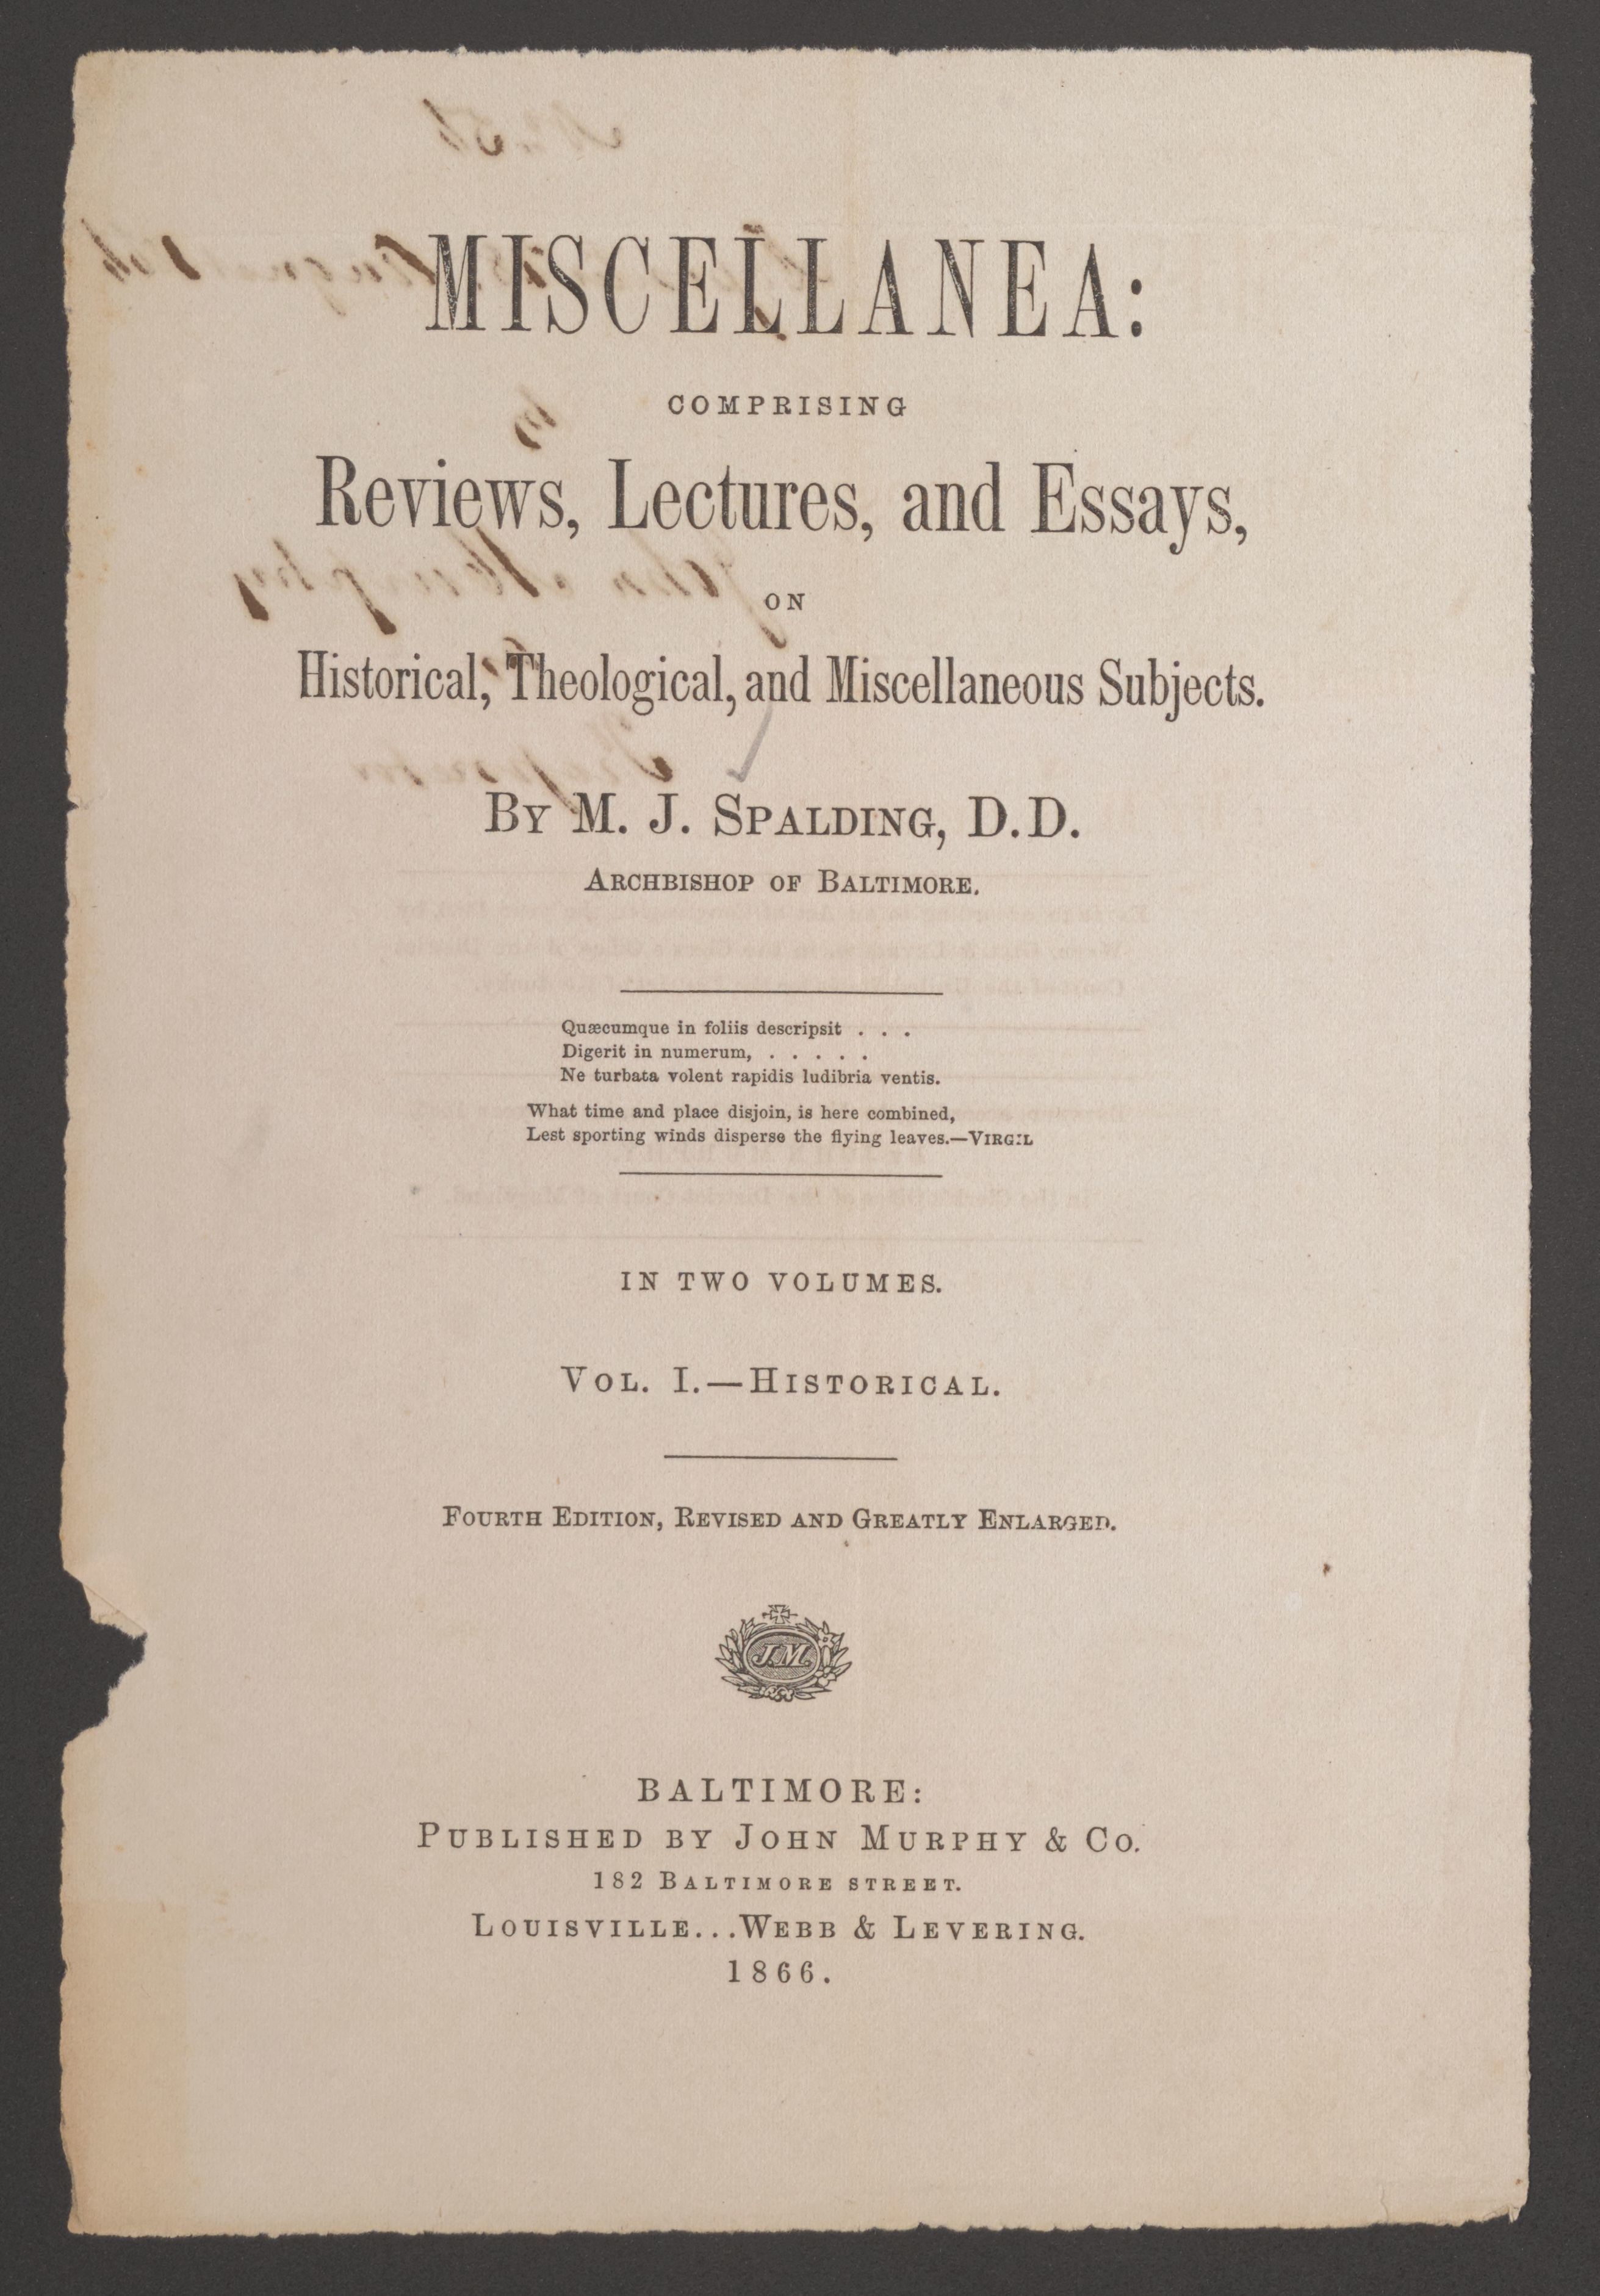 MISCELLANEA:
COMPRISING
Reviews, Lectures, and Essays,
ON
Historical, Theological, and Miscellaneous Subjects.
By M. J. Spalding, D.D.
Archbishop of Baltimore.
Quæcumque in foliis descripsit . . .
Digerit in numerum, . . . . .
Ne turbata volent rapidis ludibria ventis.
What time and place disjoin, is here combined,
Lest sporting winds disperse the flying leaves.—Virgil
IN TWO VOLUMES.
Vol. I.—Historical.
Fourth Edition, Revised and Greatly Enlarged.
J.M.
BALTIMORE:
Published by John Murphy & Co.
182 Baltimore street.
Louisville...Webb & Levering.
1866.